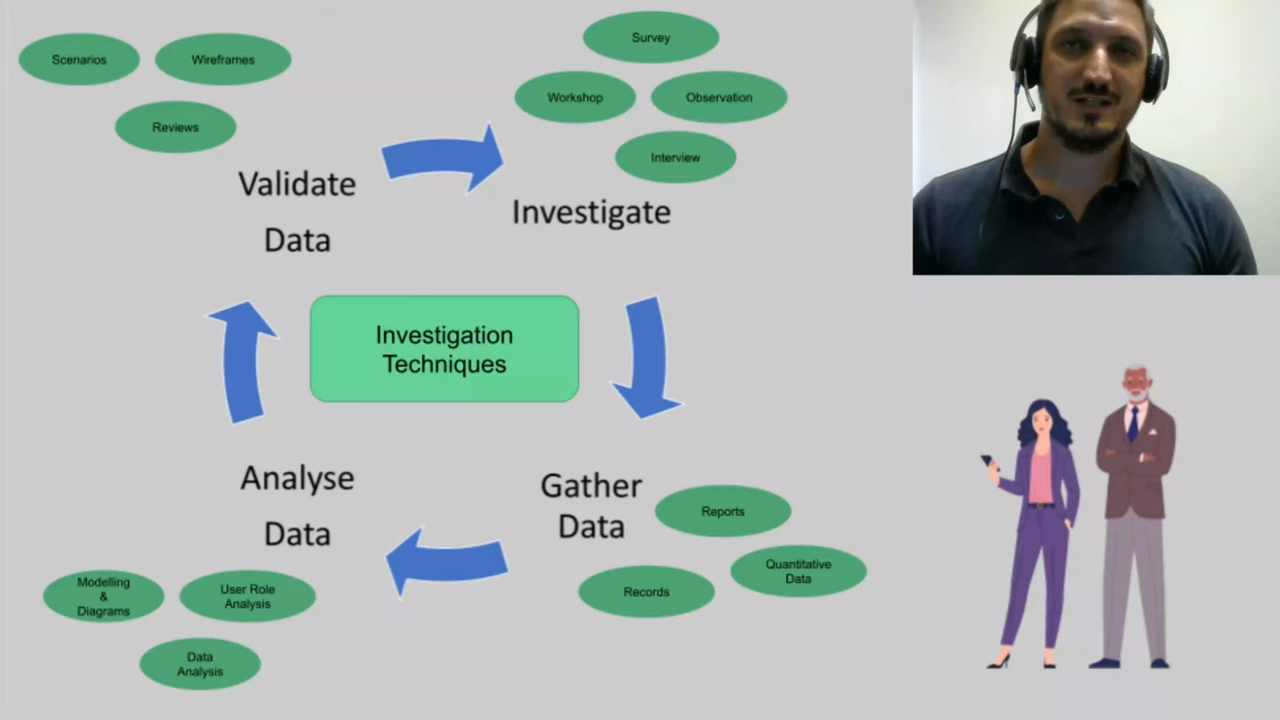 Scenarios
Wireframes
Reviews
Validate
Data
Survey
Workshop
Observation
Interview
Investigate
Investigation
Techniques
Analyse
Data
Modelling
&
Diagrams
User Role
Analysis
Data
Analysis
Gather
Data
Reports
Quantitative
Data
Records